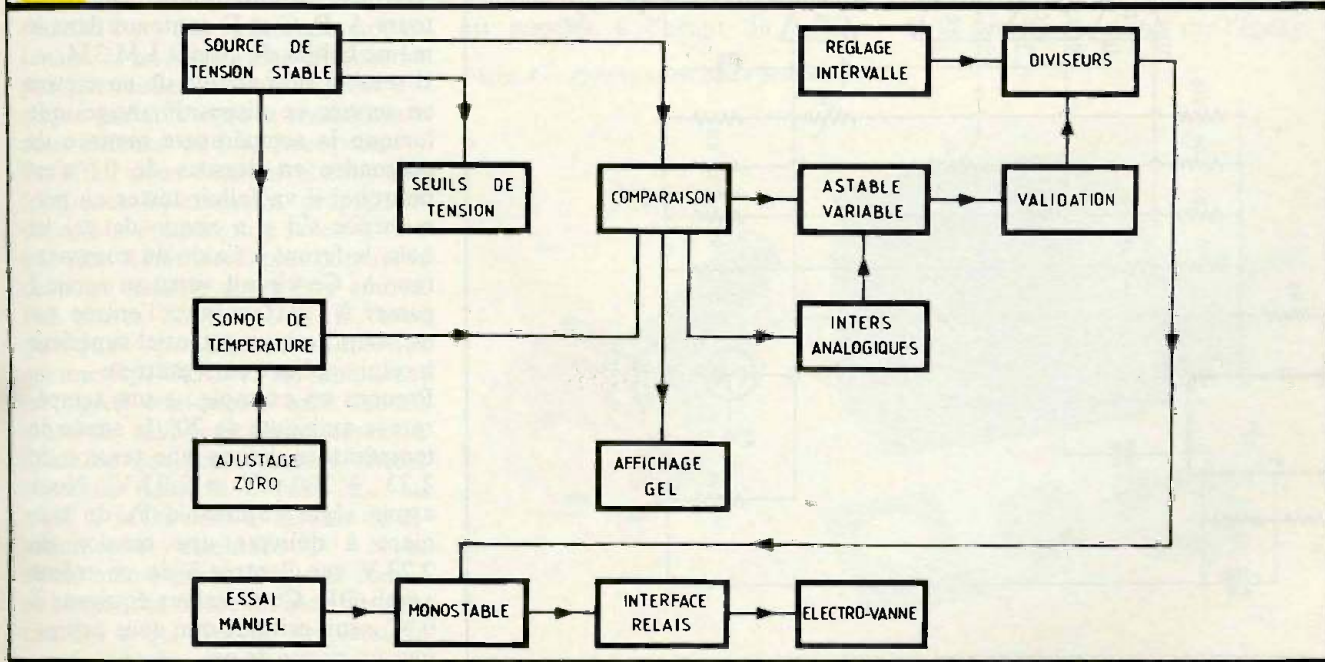 SOURCE DE
TENSION STABLE
REGLAGE
INTERVALLE
DIVISEURS
SEUILS DE
TENSION
COMPARAISON
ASTABLE
VARIABLE
VALIDATION
SONDE DE
TEMPERATURE
INTERS
ANALOGIQUES
AJUSTAGE
ZORO
AFFICHAGE
GEL
ESSAI
MANUEL
MONOSTABLE
INTERFACE
RELAIS
ELECTRO-VANNE